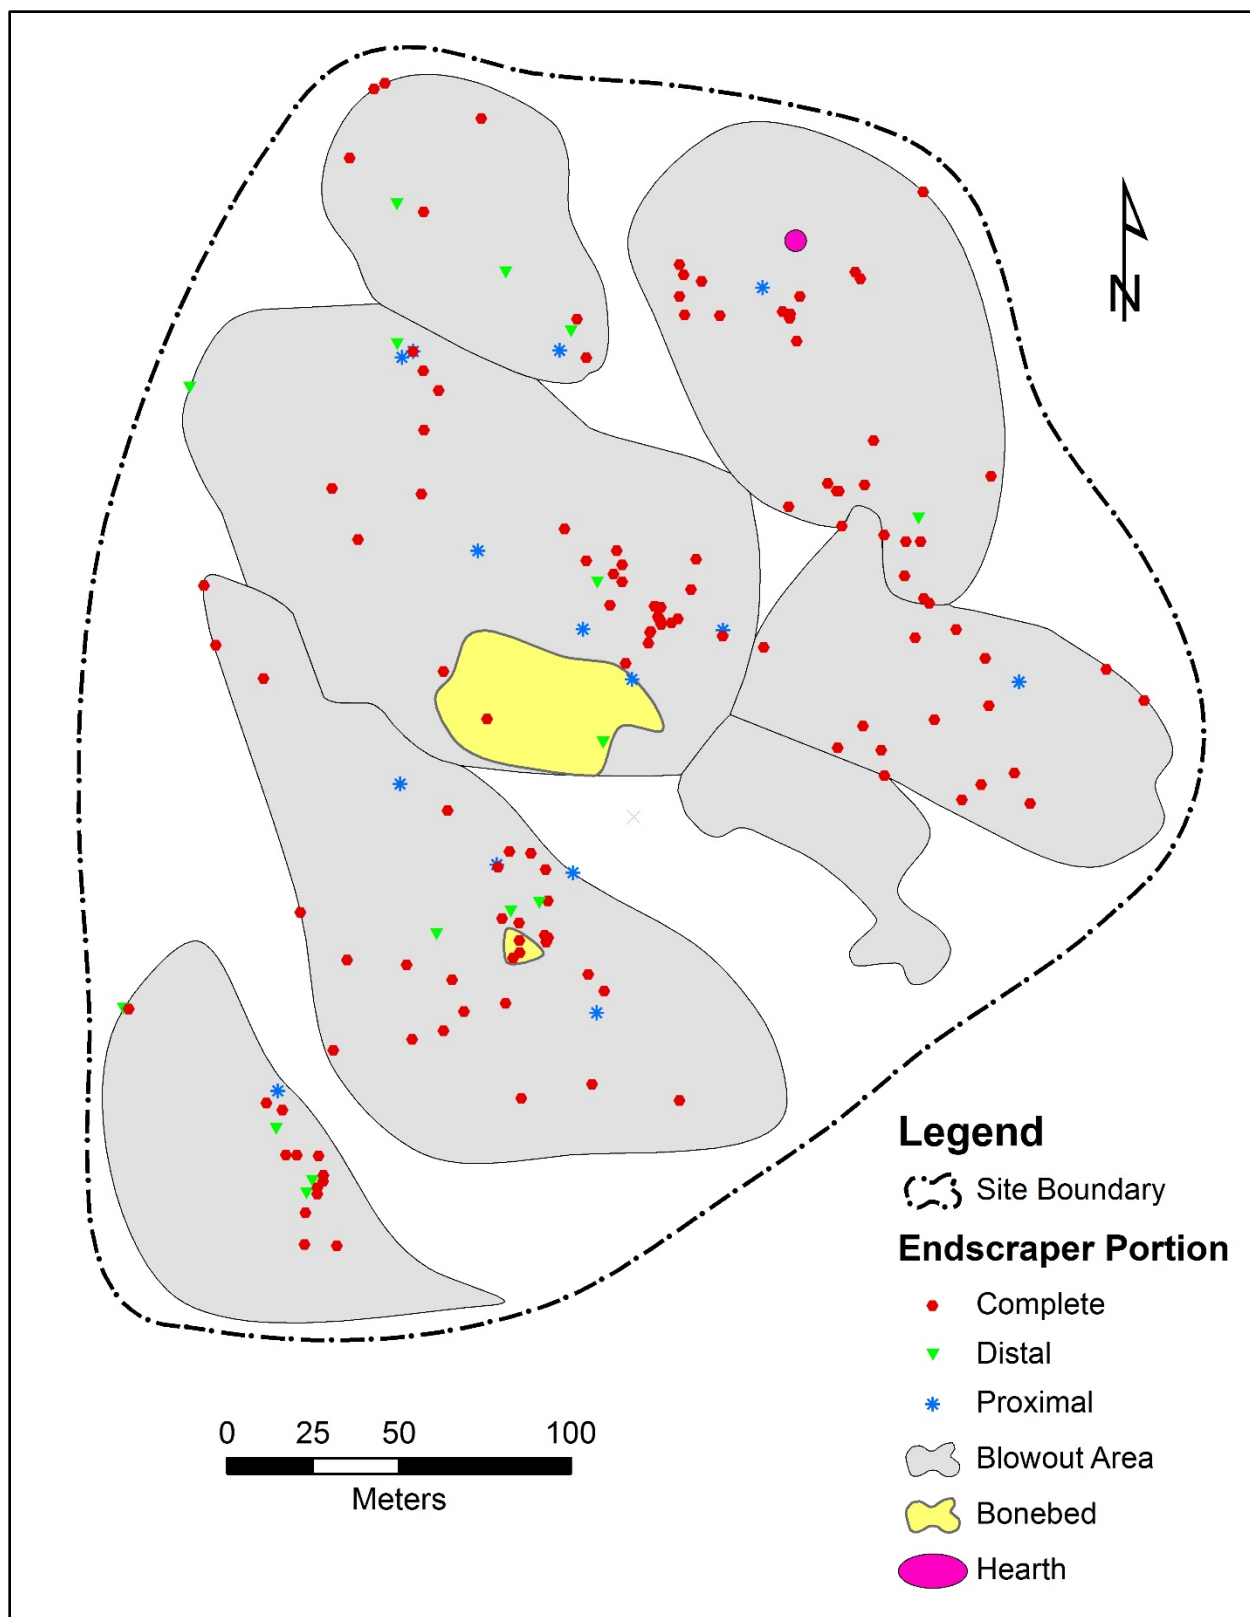 N
Legend
Site Boundary
Endscraper Portion
Complete
Distal
Proximal
Blowout Area
Bonebed
Hearth
0 25 50 100
Meters